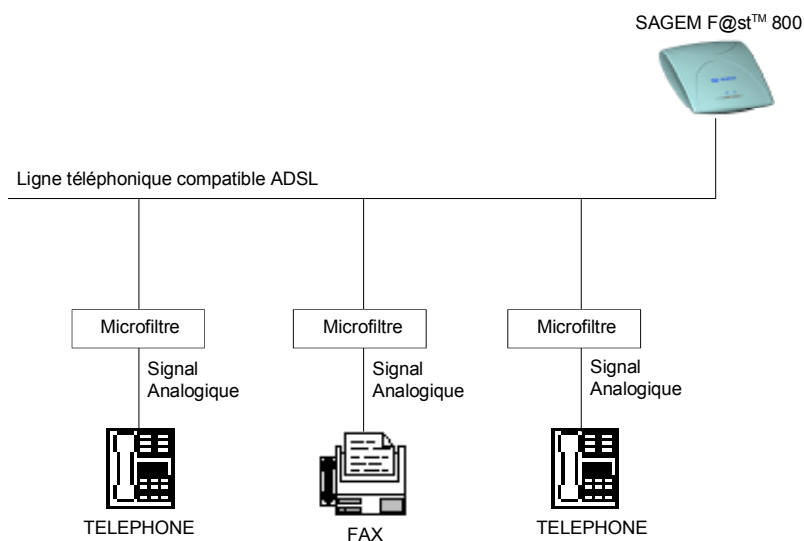 SAGEM F@st™ 800
Ligne téléphonique compatible ADSL
Microfiltre
Microfiltre
Microfiltre
Signal
Analogique
Signal
Analogique
Signal
Analogique
TELEPHONE
FAX
TELEPHONE